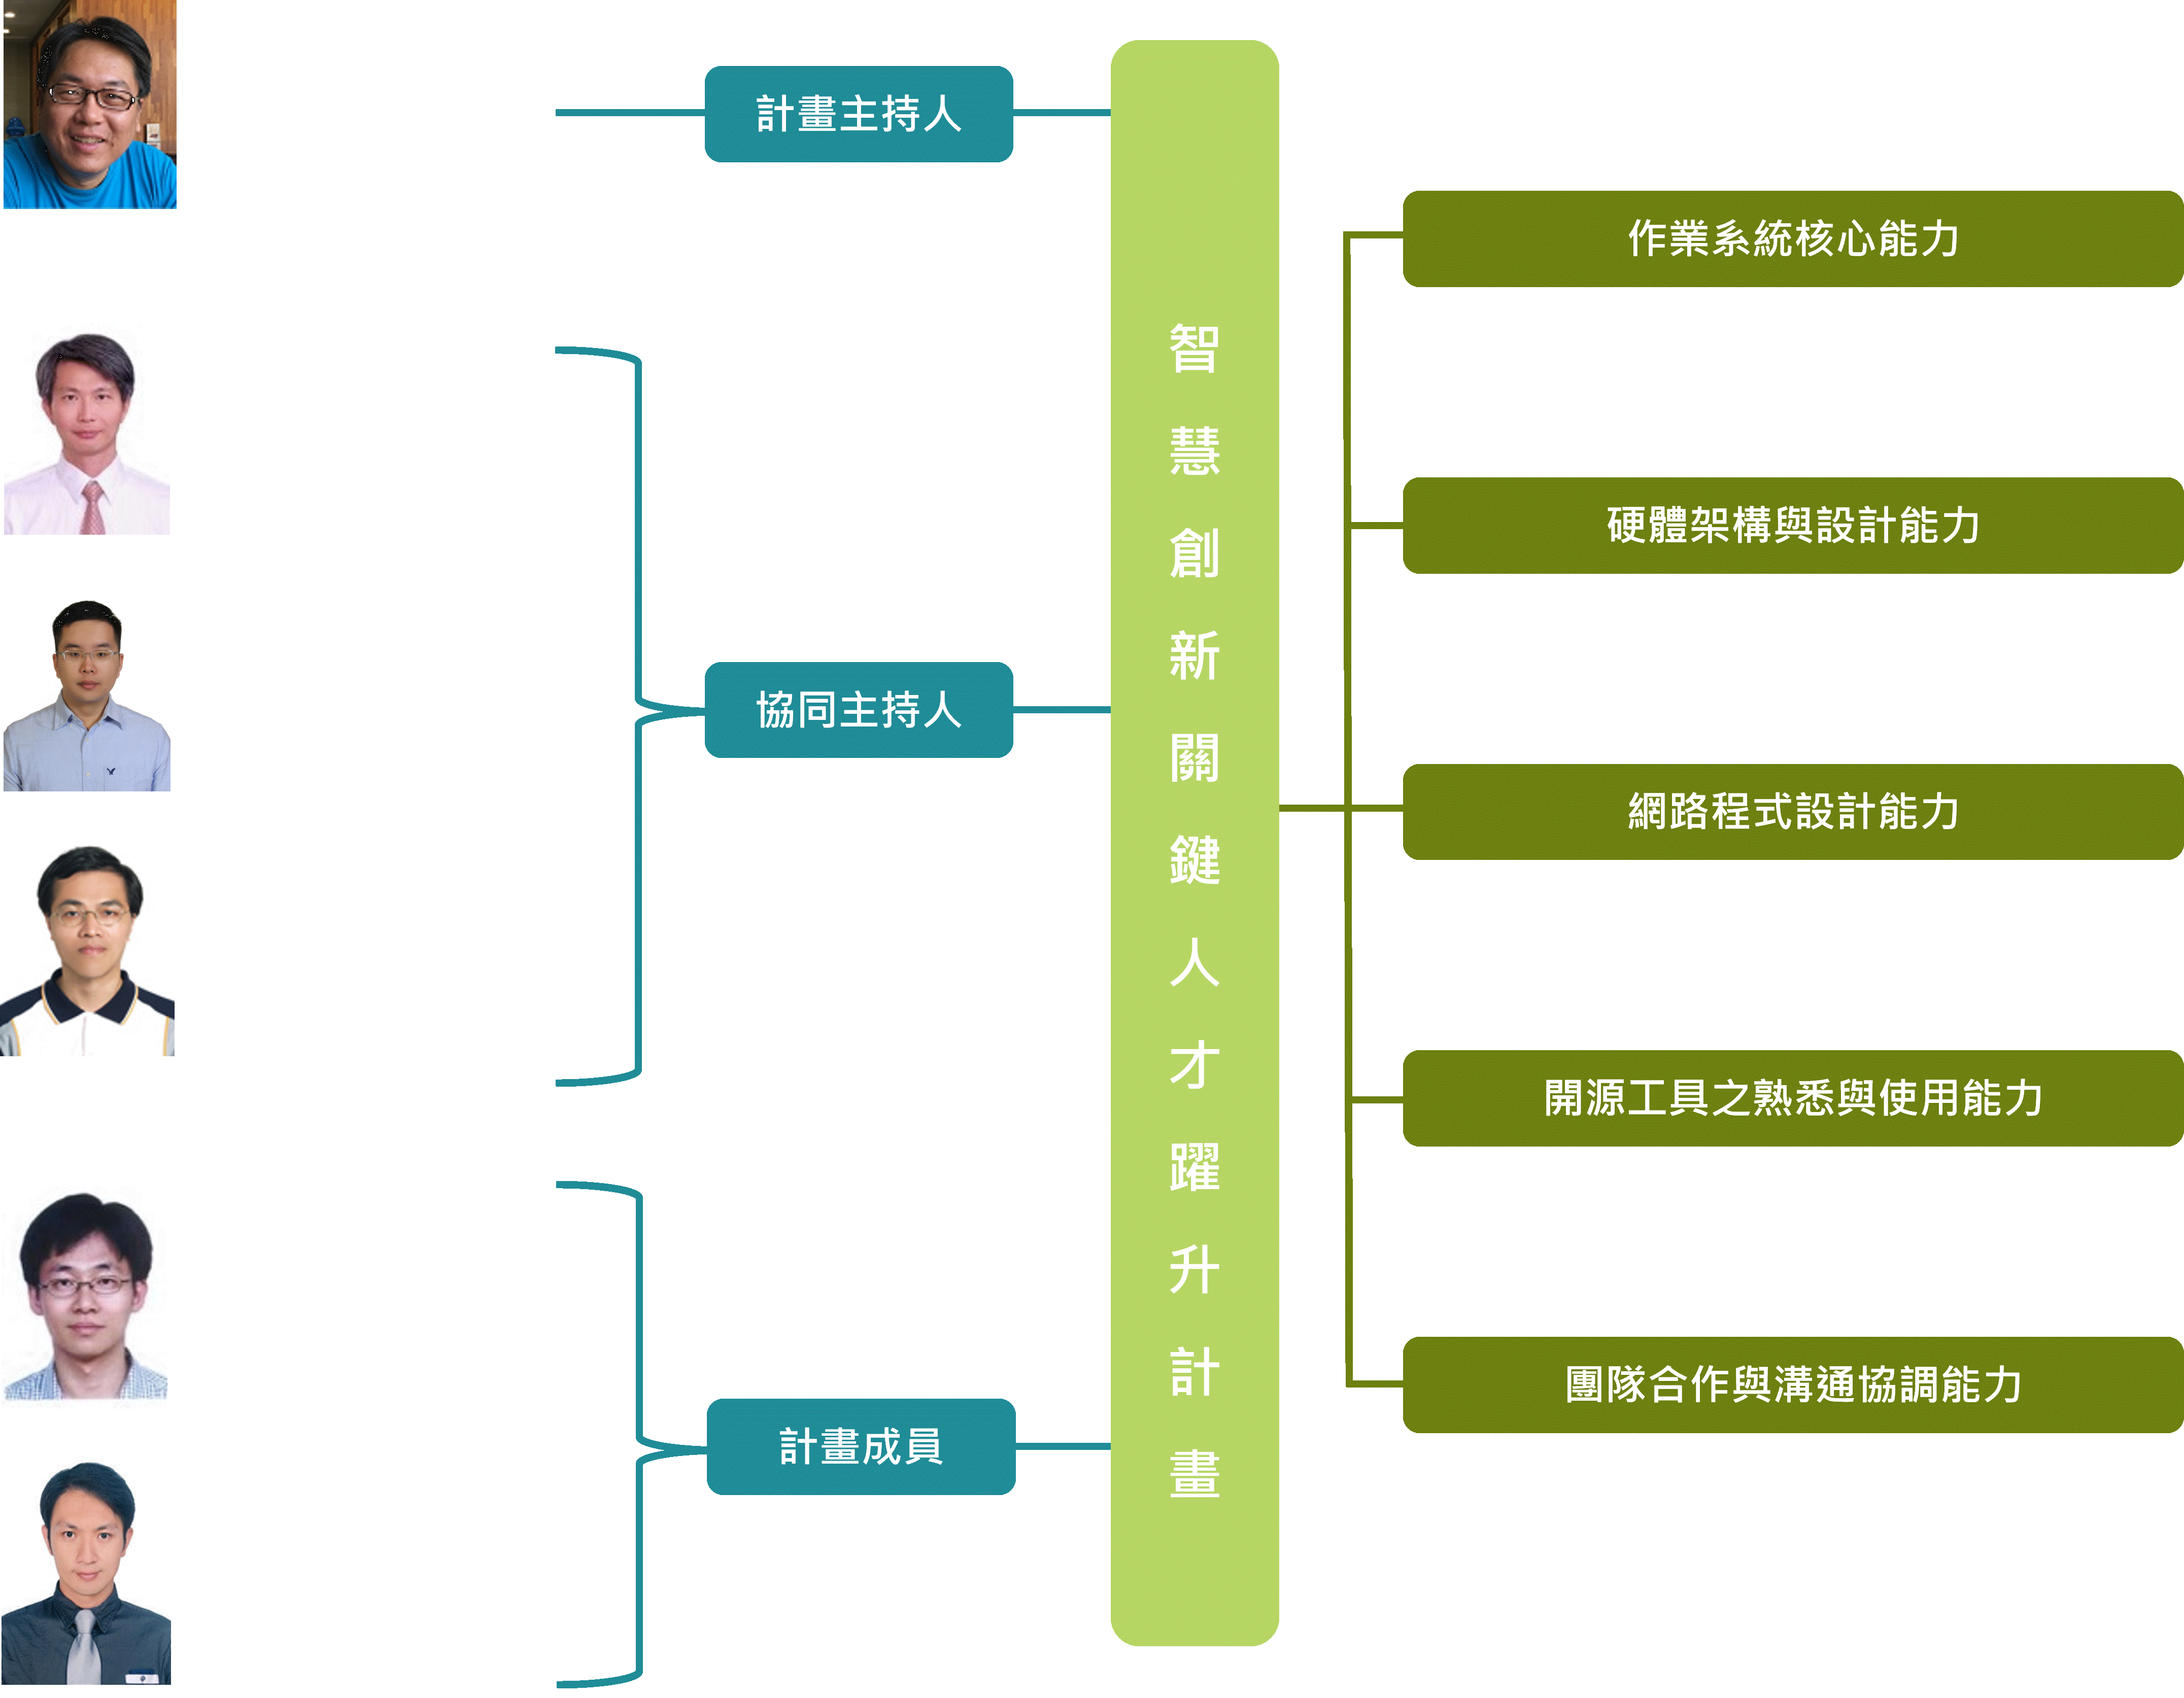 計畫主持人
協同主持人
計畫成員
智慧創新關鍵人才躍升計畫
作業系統核心能力
硬體架構與設計能力
網路程式設計能力
開源工具之熟悉與使用能力
團隊合作與溝通協調能力